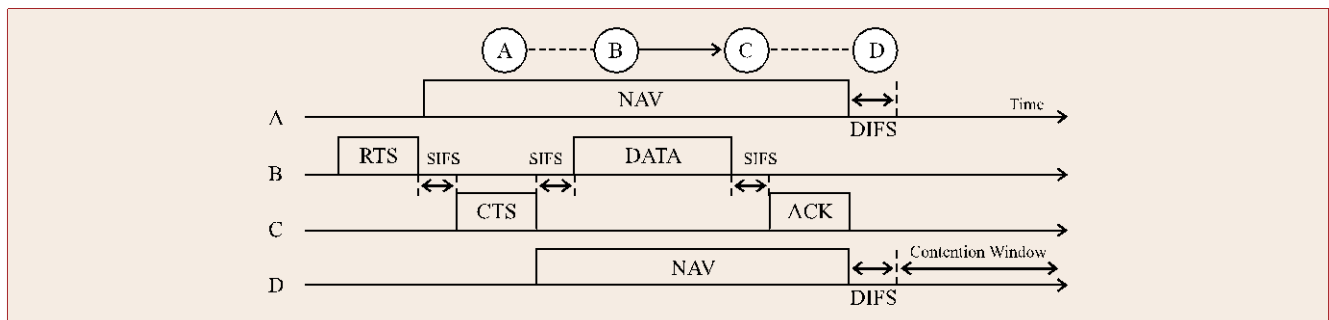 A B C D
NAV
A
Time
DIFS
RTS SIFS SIFS DATA SIFS
B
CTS ACK
C
Contention Window
NAV
D
DIFS